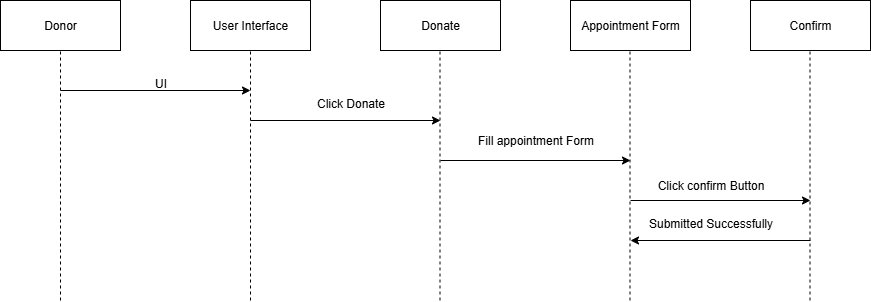 Donor
User Interface
Donate
Appointment Form
Confirm
UI
Click Donate
Fill appointment Form
Click confirm Button
Submitted Successfully